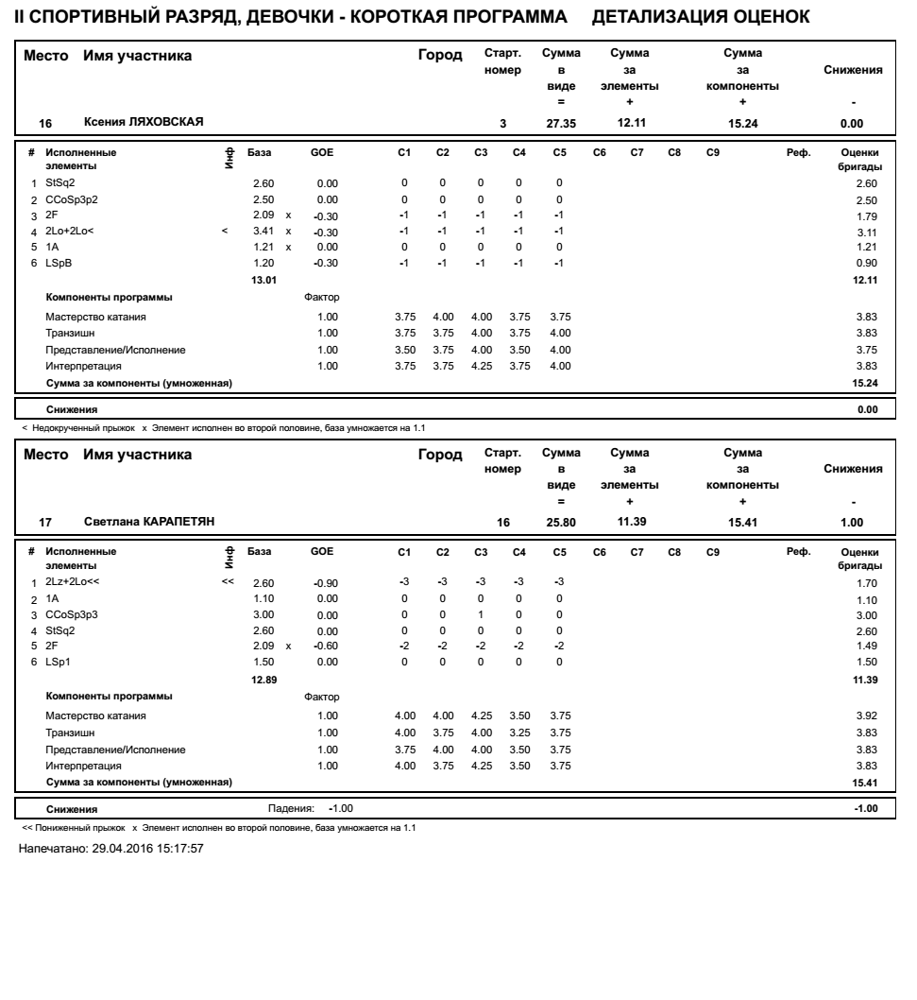 II СПОРТИВНЫЙ РАЗРЯД, ДЕВОЧКИ - КОРОТКАЯ ПРОГРАММА ДЕТАЛИЗАЦИЯ ОЦЕНОК
Место Имя участника Город Старт. номер Сумма в виде = Сумма за элементы + Сумма за компоненты + Снижения -
16 Ксения ЛЯХОВСКАЯ 3 27.35 12.11 15.24 0.00
# Исполненные элементы Инф База GOE C1 C2 C3 C4 C5 C6 C7 C8 C9 Реф. Оценки бригады
1 StSq2 2.60 0.00 0 0 0 0 0 2.60
2 CCoSp3p2 2.50 0.00 0 0 0 0 0 2.50
3 2F 2.09 x -0.30 -1 -1 -1 -1 -1 1.79
4 2Lo+2Lo< < 3.41 x -0.30 -1 -1 -1 -1 -1 3.11
5 1A 1.21 x 0.00 0 0 0 0 0 1.21
6 LSpB 1.20 -0.30 -1 -1 -1 -1 -1 0.90
13.01 12.11
Компоненты программы Фактор
Мастерство катания 1.00 3.75 4.00 4.00 3.75 3.75 3.83
Транзишн 1.00 3.75 3.75 4.00 3.75 4.00 3.83
Представление/Исполнение 1.00 3.50 3.75 4.00 3.50 4.00 3.75
Интерпретация 1.00 3.75 3.75 4.25 3.75 4.00 3.83
Сумма за компоненты (умноженная) 15.24
Снижения 0.00
< Недокрученный прыжок x Элемент исполнен во второй половине, база умножается на 1.1
Место Имя участника Город Старт. номер Сумма в виде = Сумма за элементы + Сумма за компоненты + Снижения -
17 Светлана КАРАПЕТЯН 16 25.80 11.39 15.41 1.00
# Исполненные элементы Инф База GOE C1 C2 C3 C4 C5 C6 C7 C8 C9 Реф. Оценки бригады
1 2Lz+2Lo<< << 2.60 -0.90 -3 -3 -3 -3 -3 1.70
2 1A 1.10 0.00 0 0 0 0 0 1.10
3 CCoSp3p3 3.00 0.00 0 0 1 0 0 3.00
4 StSq2 2.60 0.00 0 0 0 0 0 2.60
5 2F 2.09 x -0.60 -2 -2 -2 -2 -2 1.49
6 LSp1 1.50 0.00 0 0 0 0 0 1.50
12.89 11.39
Компоненты программы Фактор
Мастерство катания 1.00 4.00 4.00 4.25 3.50 3.75 3.92
Транзишн 1.00 4.00 3.75 4.00 3.25 3.75 3.83
Представление/Исполнение 1.00 3.75 4.00 4.00 3.50 3.75 3.83
Интерпретация 1.00 4.00 3.75 4.25 3.50 3.75 3.83
Сумма за компоненты (умноженная) 15.41
Снижения Падения: -1.00 -1.00
<< Пониженный прыжок x Элемент исполнен во второй половине, база умножается на 1.1
Напечатано: 29.04.2016 15:17:57